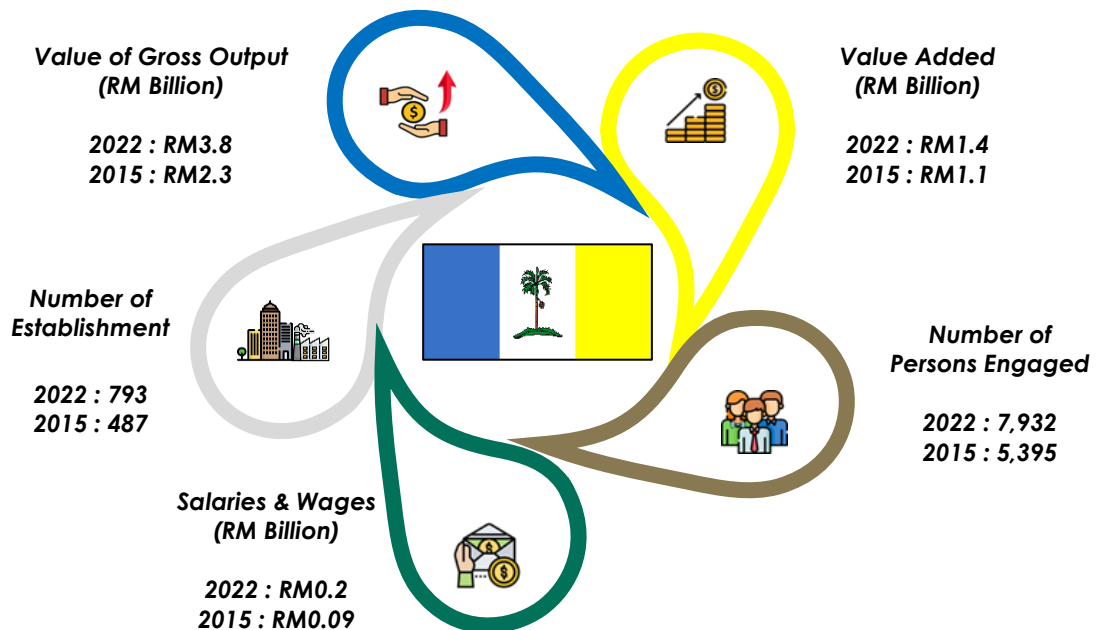 Value of Gross Output
(RM Billion)
2022 : RM3.8
2015 : RM2.3
Value Added
(RM Billion)
2022 : RM1.4
2015 : RM1.1
Number of
Establishment
2022 : 793
2015 : 487
Number of
Persons Engaged
2022 : 7,932
2015 : 5,395
Salaries & Wages
(RM Billion)
2022 : RM0.2
2015 : RM0.09